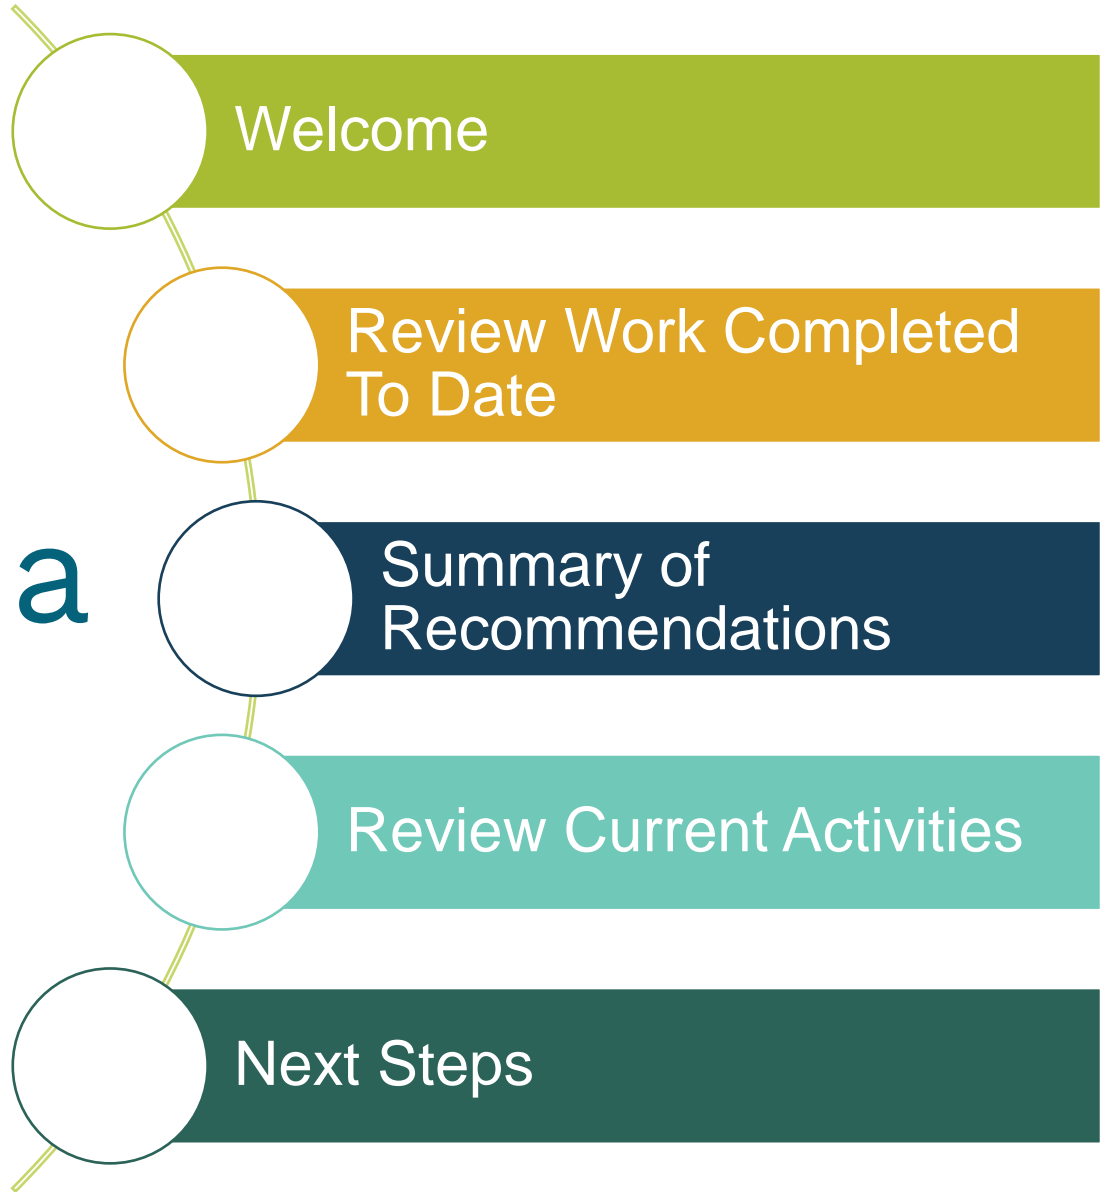 Welcome
Review Work Completed
To Date
a
Summary of
Recommendations
Review Current Activities
Next Steps